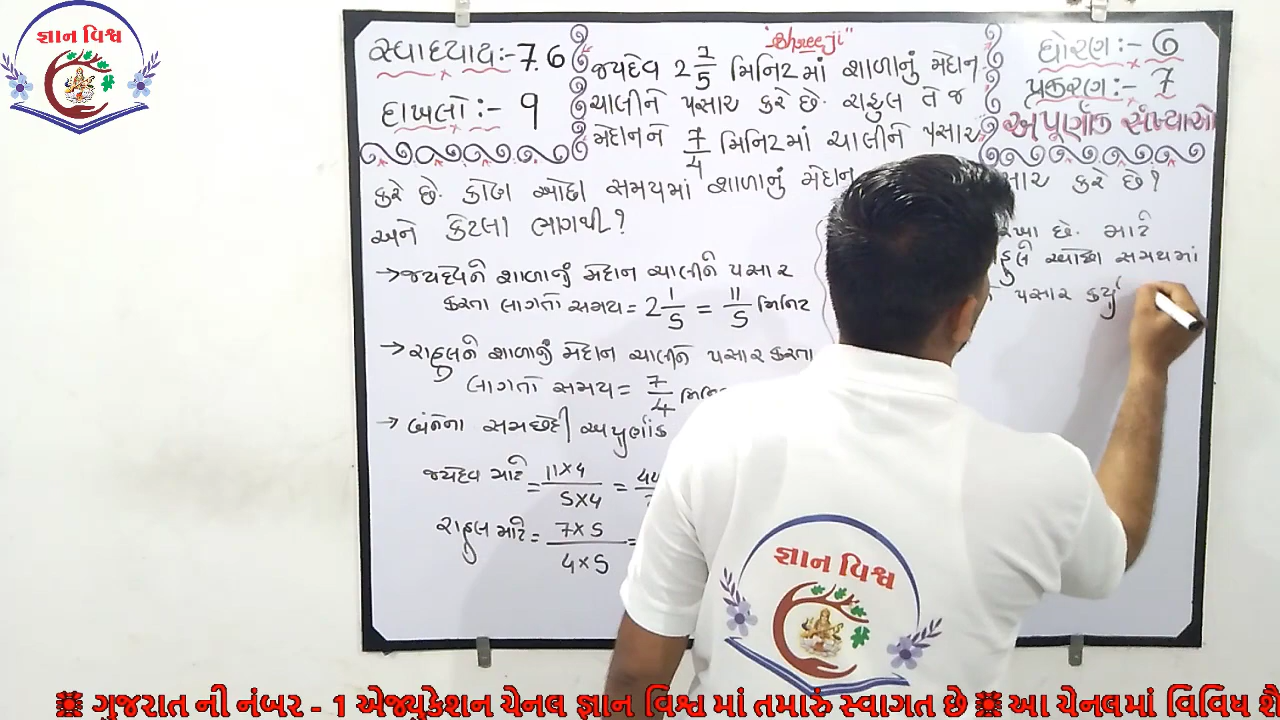 જ્ઞાન વિશ્વ
"Shreeji"
સ્વાધ્યાય:-7.6
દાખલો:- 9
જયદેવ 2 1/5 મિનિટમાં શાળાનું મેદાન
ચાલીને પસાર કરે છે. રાહુલ તે જ
મેદાનને 7/4 મિનિટમાં ચાલીને પસાર
કરે છે. કોણ ઓછા સમયમાં શાળાનું મેદાન
અને કેટલા ભાગથી?
ધોરણ:- 6
પ્રકરણ:- 7
અપૂર્ણાંક સંખ્યાઓ
કરે છે?
→જયદેવને શાળાનું મેદાન ચાલીને પસાર
કરતા લાગતો સમય = 2 1/5 = 11/5 મિનિટ
→રાહુલને શાળાનું મેદાન ચાલીને પસાર કરતા
લાગતો સમય = 7/4
→ બંનેના સમચ્છેદી અપૂર્ણાંક
જયદેવ માટે = 11×4/5×4 = 44
રાહુલ માટે = 7×5/4×5 =
છે. માટે
ઓછા સમયમાં
પસાર કર્યું
જ્ઞાન વિશ્વ
ગુજરાત ની નંબર - 1 એજ્યુકેશન ચેનલ જ્ઞાન વિશ્વ માં તમારું સ્વાગત છે આ ચેનલમાં વિવિધ શૈ